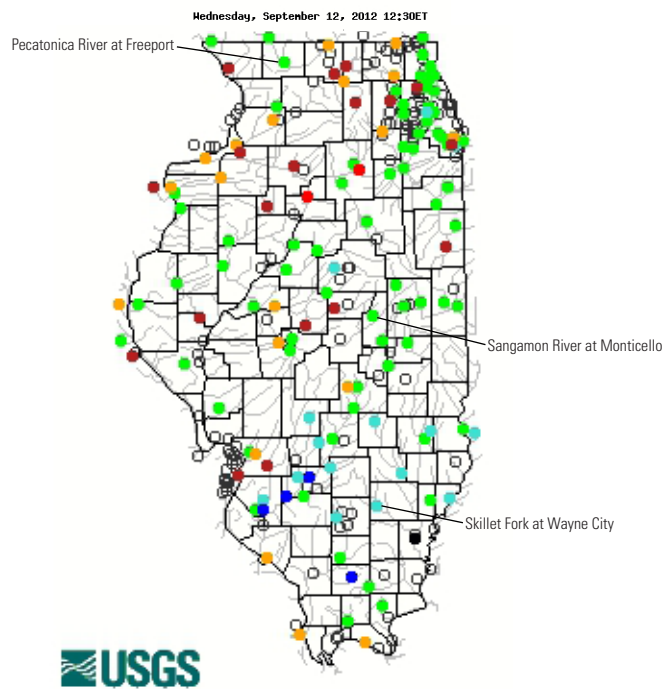 Wednesday, September 12, 2012 12:30ET
Pecatonica River at Freeport
Sangamon River at Monticello
Skillet Fork at Wayne City
USGS